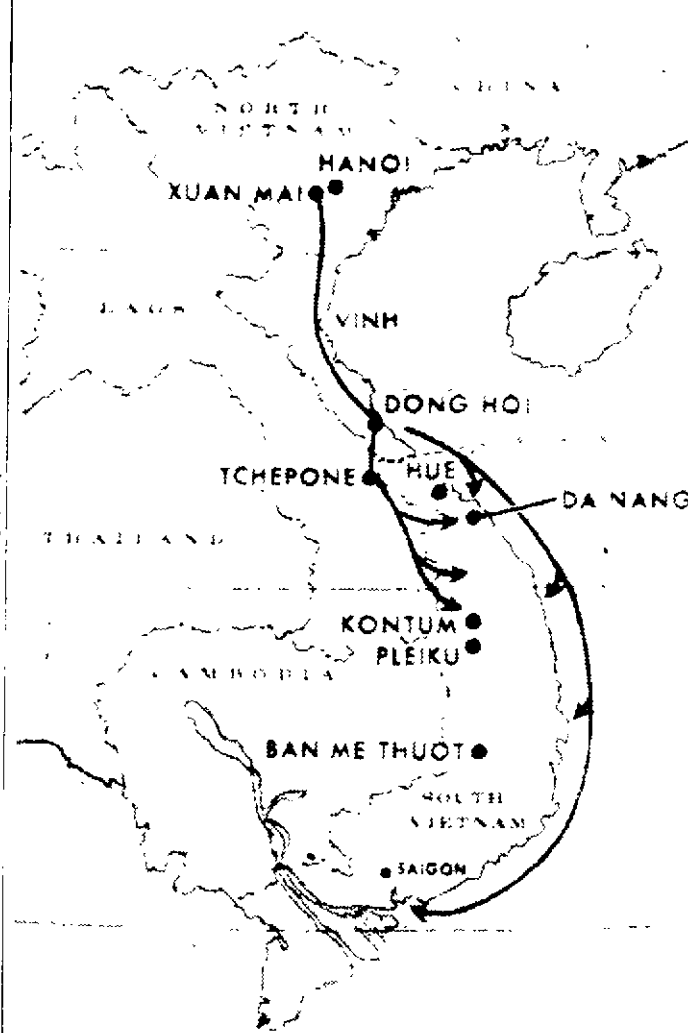 CHINA
NORTH
VIETNAM
HANOI
XUAN MAI
LAOS
VINH
DONG HOI
TCHEPONE
HUE
DA NANG
THAILAND
KONTUM
PLEIKU
CAMBODIA
BAN ME THUOT
SOUTH
VIETNAM
SAIGON